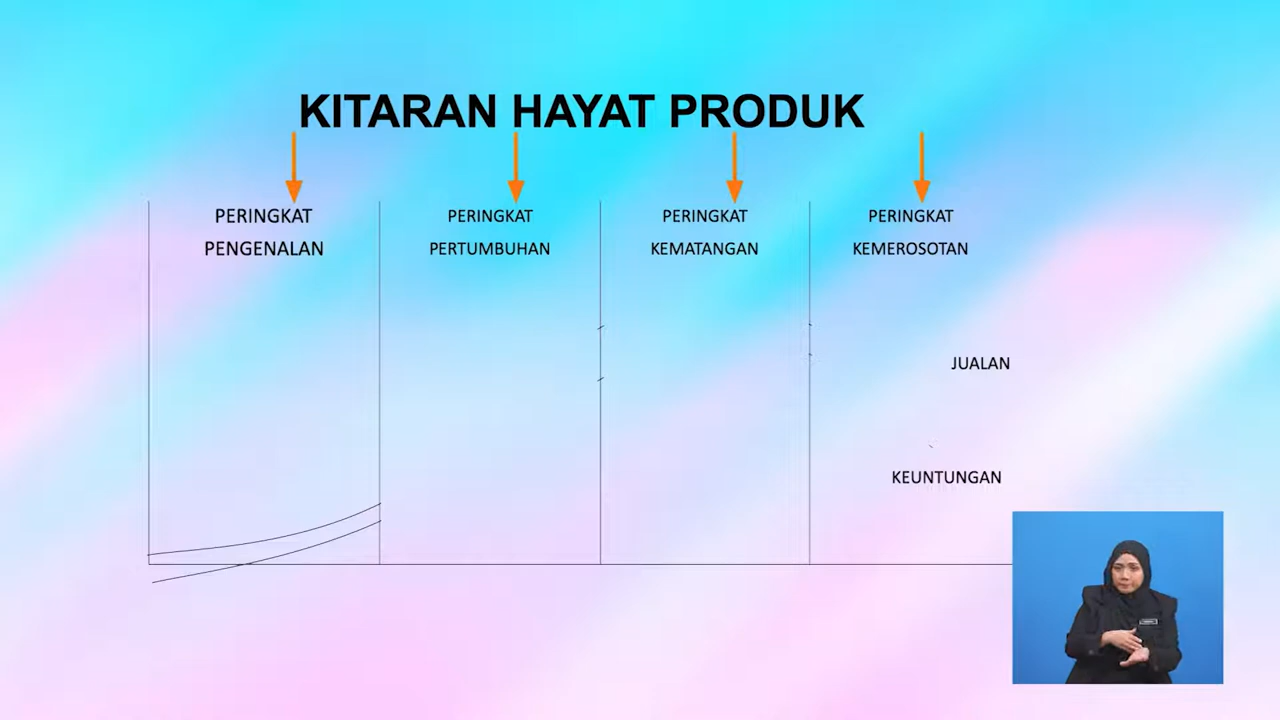 KITARAN HAYAT PRODUK
PERINGKAT
PENGENALAN
PERINGKAT
PERTUMBUHAN
PERINGKAT
KEMATANGAN
PERINGKAT
KEMEROSOTAN
JUALAN
KEUNTUNGAN